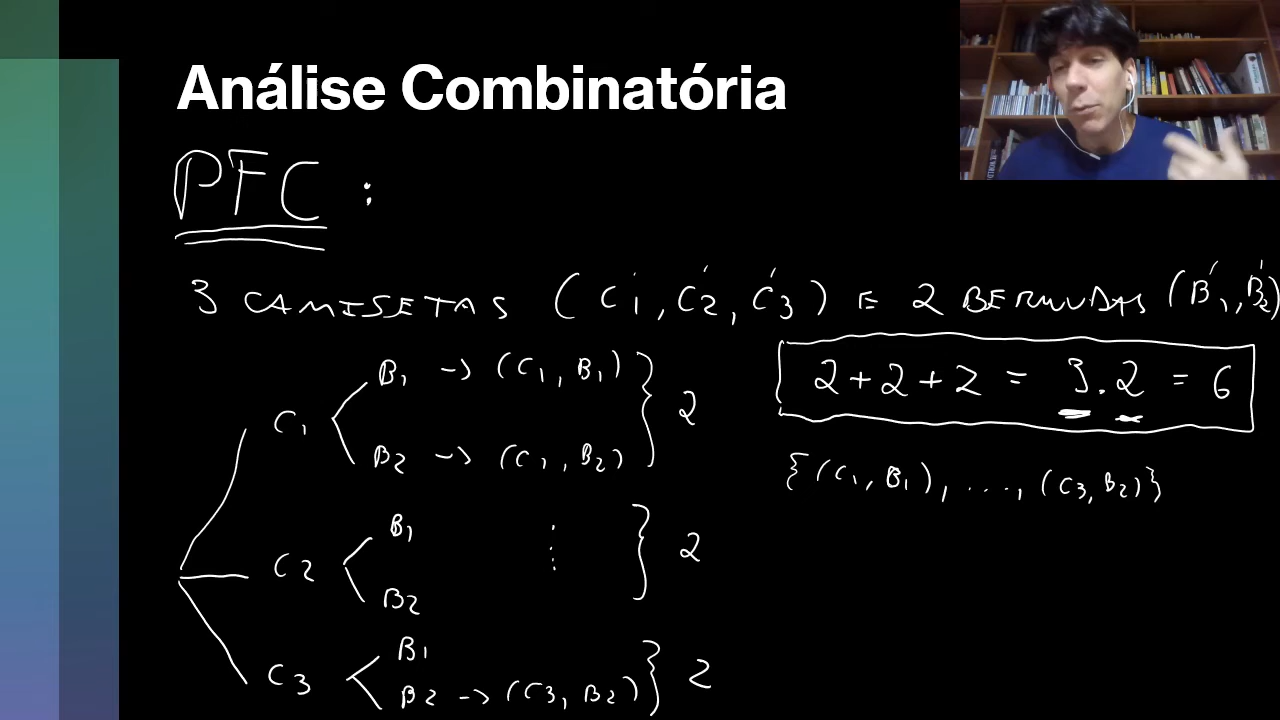 Análise Combinatória
PFC :
3 CAMISETAS (C1, C2, C3) E 2 BERMUDAS (B1, B2)
2 + 2 + 2 = 3 . 2 = 6
{(C1, B1), ...., (C3, B2)}
C1
B1 -> (C1, B1)
B2 -> (C1, B2)
} 2
C2
B1
B2
⋮
} 2
C3
B1
B2 -> (C3, B2)
} 2